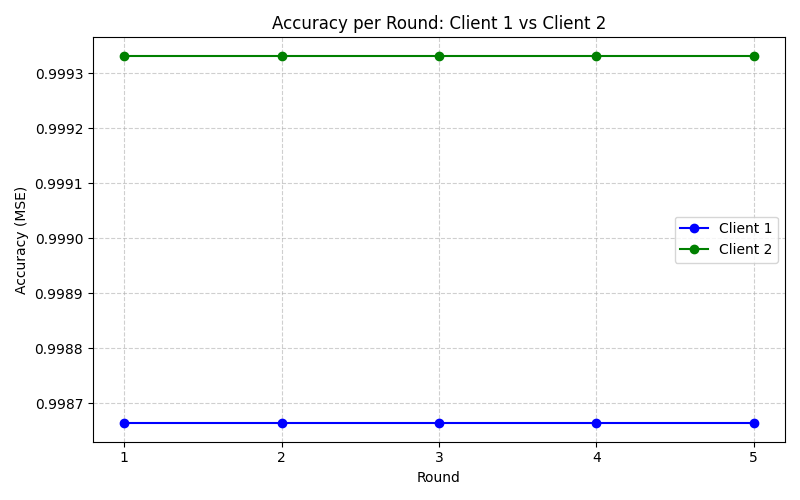 Accuracy per Round: Client 1 vs Client 2
0.9993
0.9992
0.9991
0.9990
0.9989
0.9988
0.9987
Accuracy (MSE)
Client 1
Client 2
1 2 3 4 5
Round